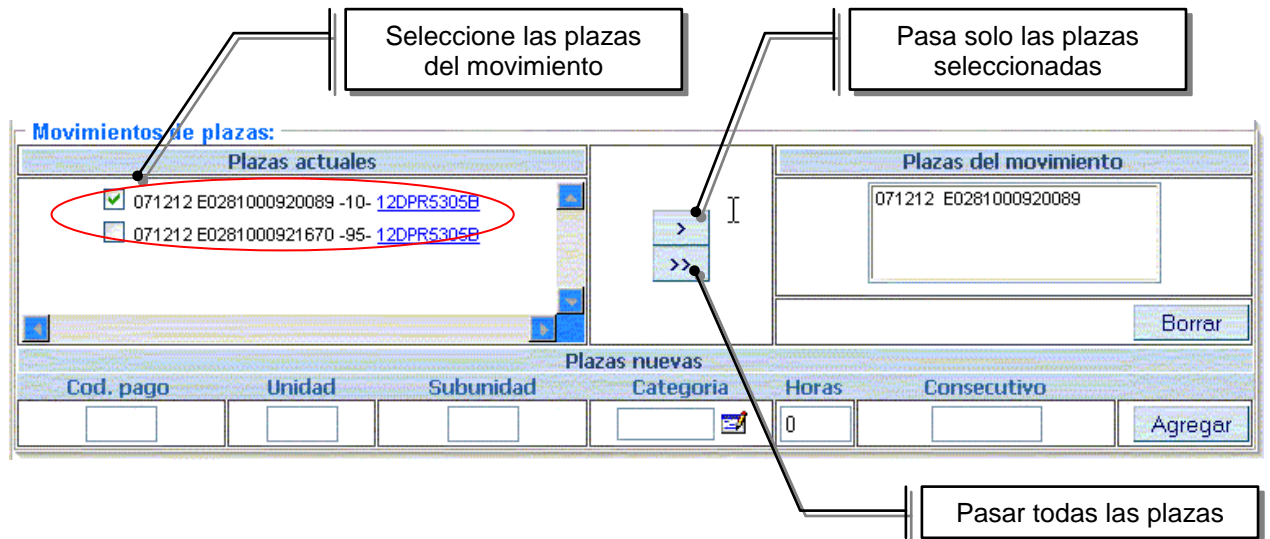 Seleccione las plazas
del movimiento
Pasa solo las plazas
seleccionadas
Movimientos de plazas:
Plazas actuales
Plazas del movimiento
071212 E0281000920089 -10- 12DPR5305B
071212 E0281000920089
071212 E0281000921670 -95- 12DPR5305B
>
>>
Borrar
Plazas nuevas
Cod. pago Unidad Subunidad Categoria Horas Consecutivo
0
Agregar
Pasar todas las plazas